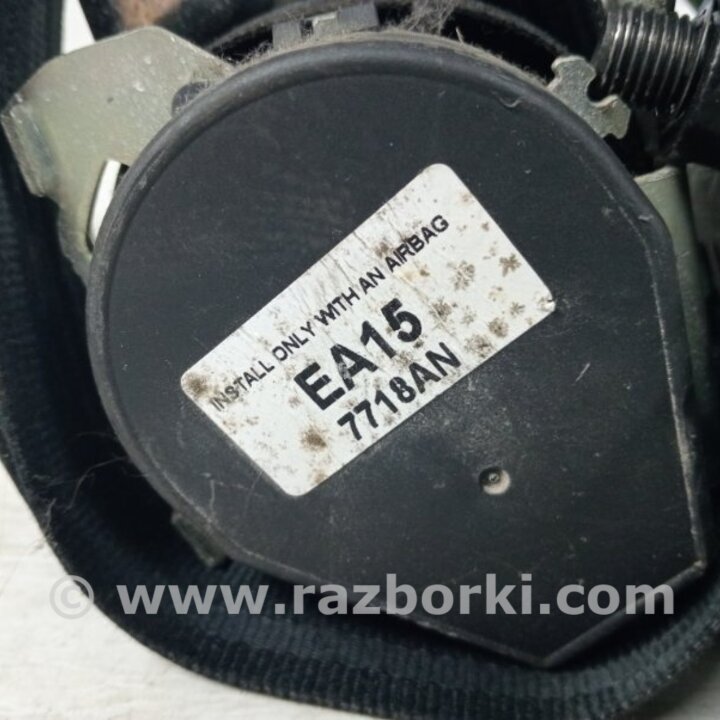 INSTALL ONLY WITH AN AIRBAG
EA15
7718AN
© www.razborki.com